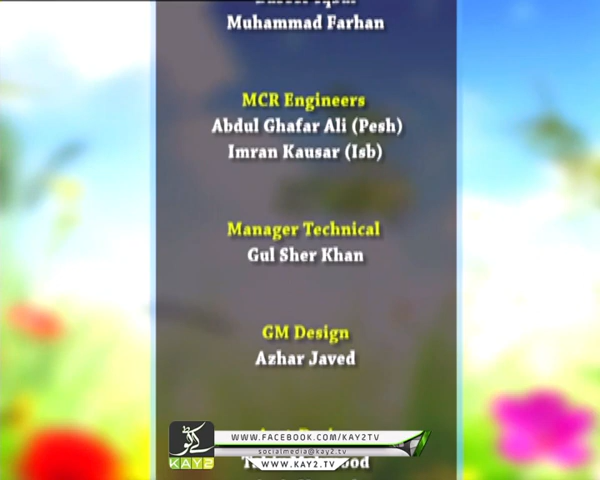 Muhammad Farhan
MCR Engineers
Abdul Ghafar Ali (Pesh)
Imran Kausar (Isb)
Manager Technical
Gul Sher Khan
GM Design
Azhar Javed
WWW.FACEBOOK.COM/KAY2TV
socialmedia@kay2.tv
WWW.KAY2.TV
KAY2